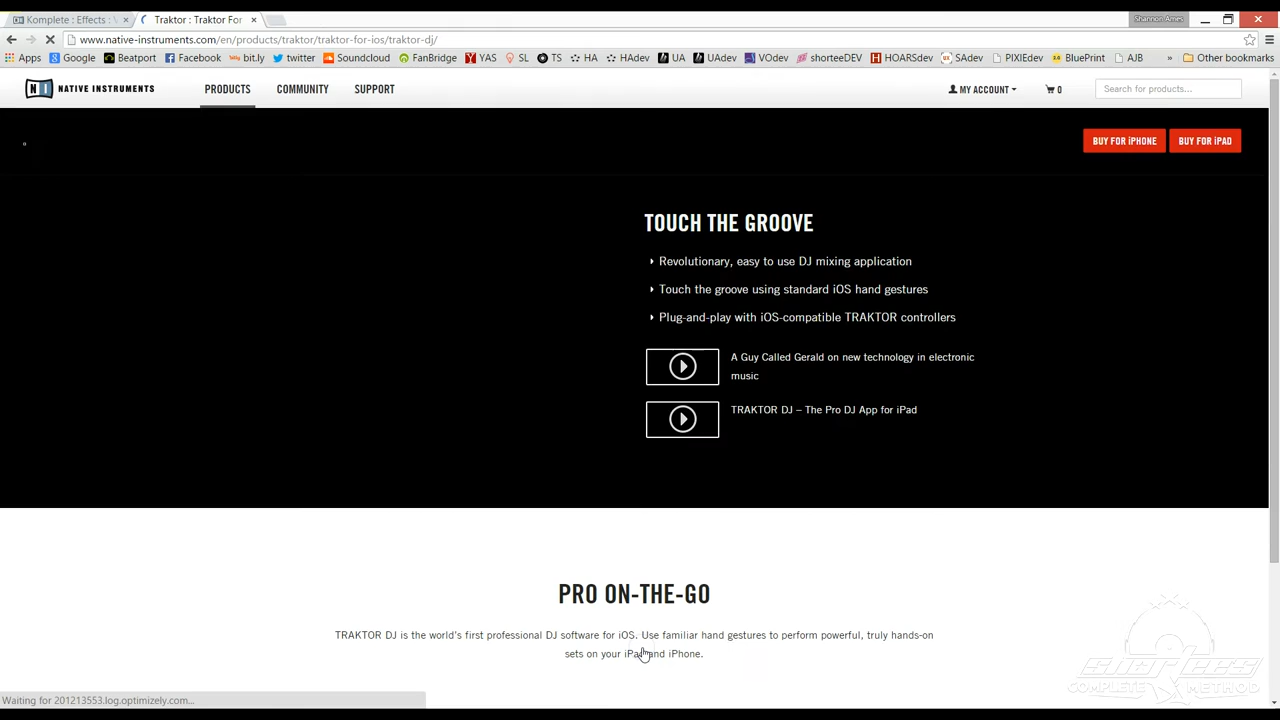 Komplete : Effects : V
Traktor : Traktor For
Shannon Ames
www.native-instruments.com/en/products/traktor/traktor-for-ios/traktor-dj/
Apps Google Beatport Facebook bit.ly twitter Soundcloud FanBridge YAS SL TS HA HAdev UA UAdev VOdev shorteeDEV HOARSdev SAdev PIXIEdev BluePrint AJB » Other bookmarks
NI NATIVE INSTRUMENTS PRODUCTS COMMUNITY SUPPORT MY ACCOUNT 0 Search for products...
BUY FOR iPHONE BUY FOR iPAD
TOUCH THE GROOVE
Revolutionary, easy to use DJ mixing application
Touch the groove using standard iOS hand gestures
Plug-and-play with iOS-compatible TRAKTOR controllers
A Guy Called Gerald on new technology in electronic
music
TRAKTOR DJ – The Pro DJ App for iPad
PRO ON-THE-GO
TRAKTOR DJ is the world's first professional DJ software for iOS. Use familiar hand gestures to perform powerful, truly hands-on
sets on your iPad and iPhone.
COMPLETE METHOD
Waiting for 201213553.log.optimizely.com...